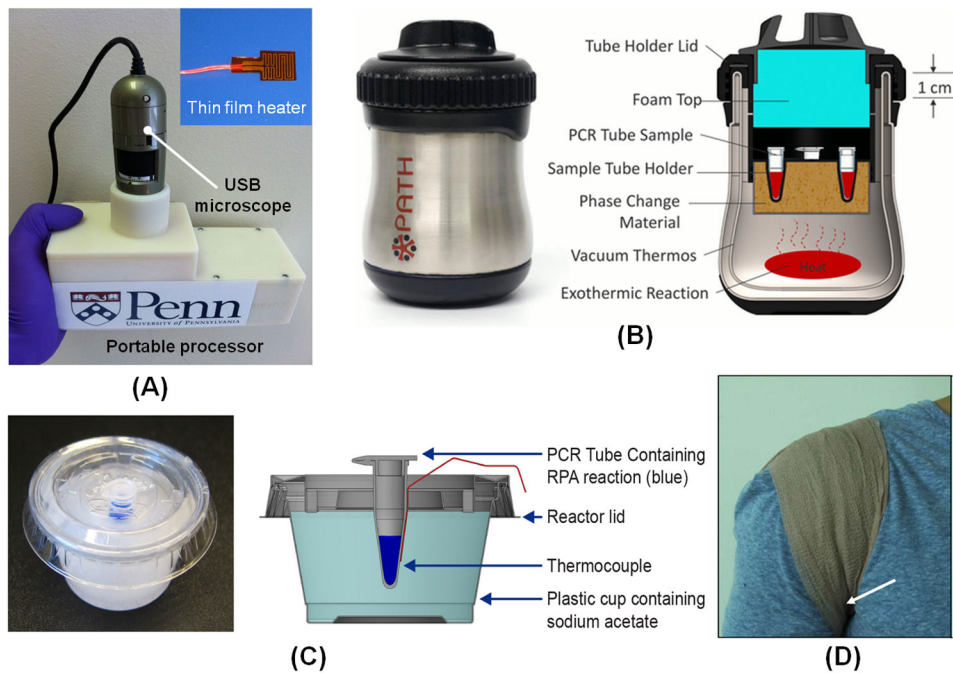 Thin film heater
USB
microscope
Penn
UNIVERSITY of PENNSYLVANIA
Portable processor
(A)
PATH
Tube Holder Lid
Foam Top
PCR Tube Sample
Sample Tube Holder
Phase Change
Material
Vacuum Thermos
Exothermic Reaction
1 cm
Heat
(B)
PCR Tube Containing
RPA reaction (blue)
Reactor lid
Thermocouple
Plastic cup containing
sodium acetate
(C)
(D)